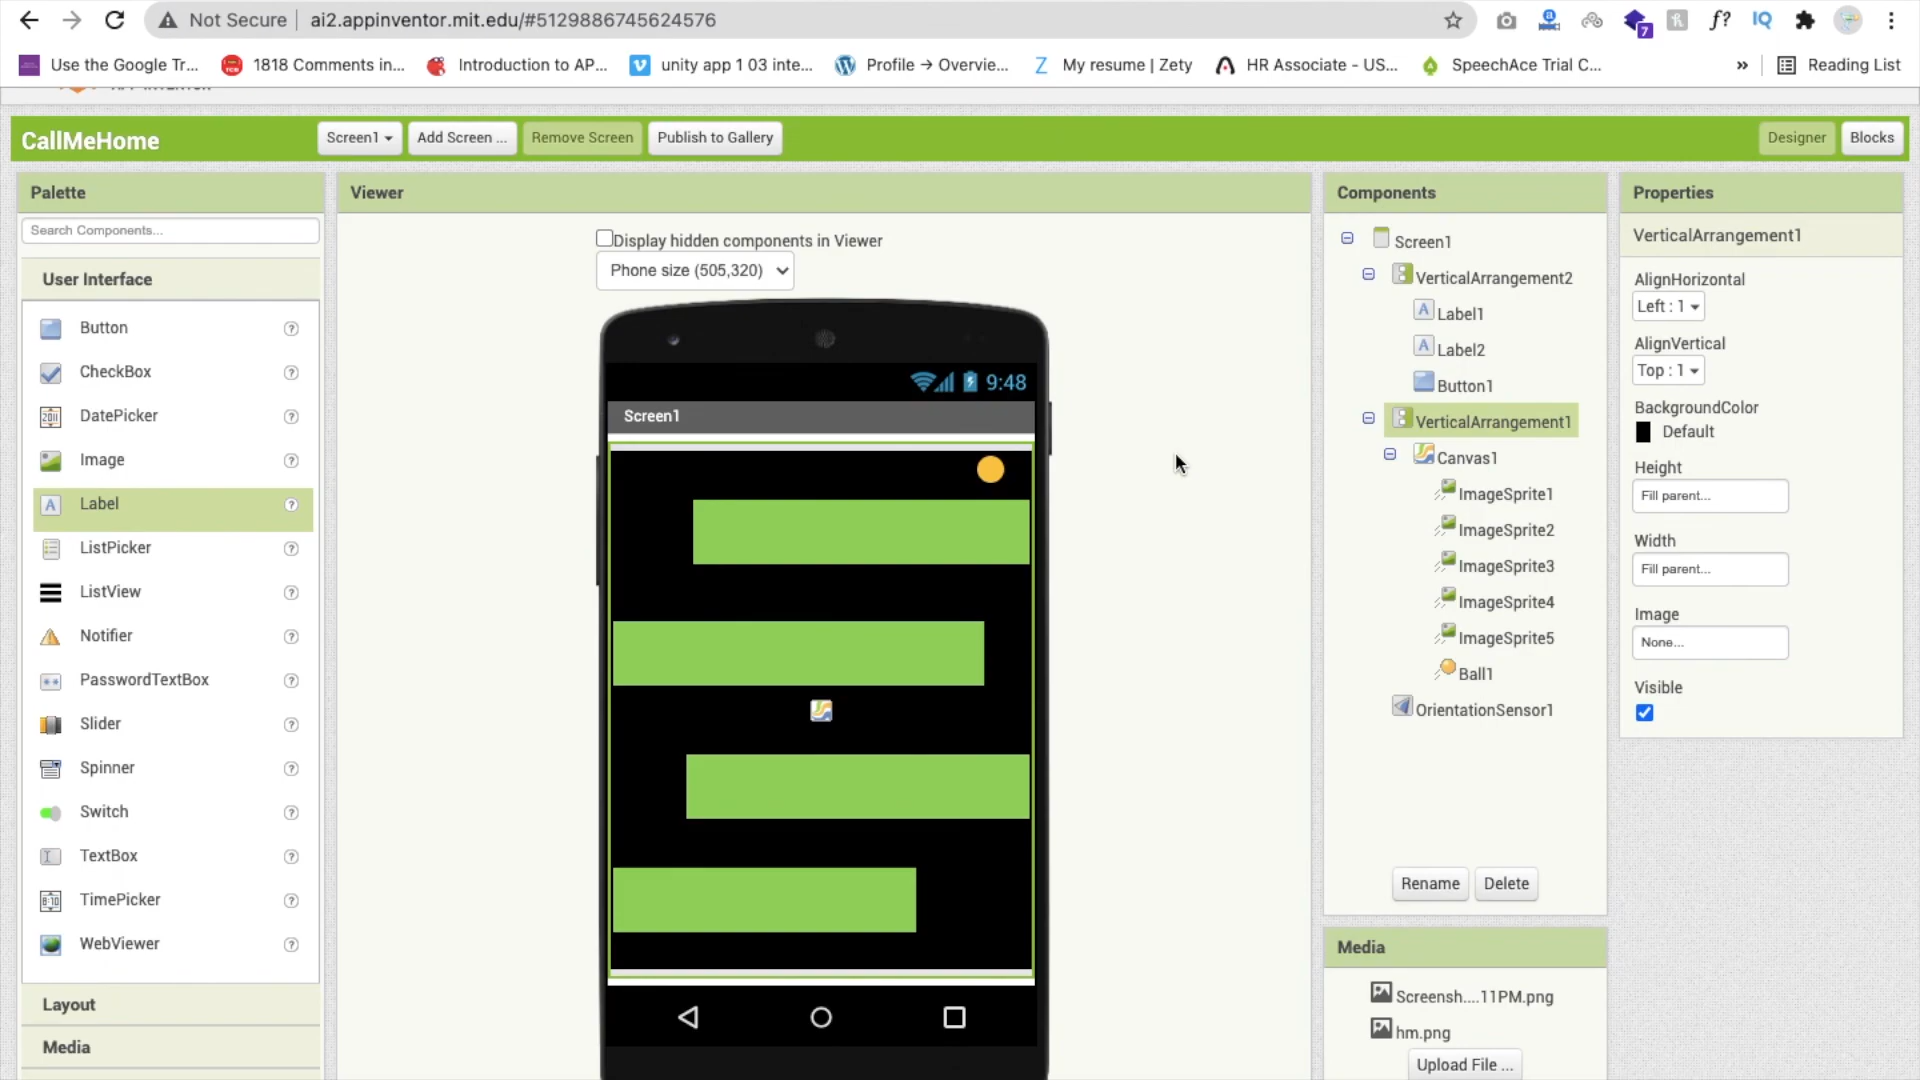 Not Secure
ai2.appinventor.mit.edu/#5129886745624576
7
f?
IQ
Use the Google Tr...
1818 Comments in...
Introduction to AP...
unity app 1 03 inte...
Profile → Overvie...
My resume | Zety
HR Associate - US...
SpeechAce Trial C...
»
Reading List
CallMeHome
Screen1
Add Screen ...
Remove Screen
Publish to Gallery
Designer
Blocks
Palette
Search Components...
User Interface
Button
CheckBox
DatePicker
Image
Label
ListPicker
ListView
Notifier
PasswordTextBox
Slider
Spinner
Switch
TextBox
TimePicker
WebViewer
Layout
Media
Viewer
Display hidden components in Viewer
Phone size (505,320)
9:48
Screen1
Components
Screen1
VerticalArrangement2
Label1
Label2
Button1
VerticalArrangement1
Canvas1
ImageSprite1
ImageSprite2
ImageSprite3
ImageSprite4
ImageSprite5
Ball1
OrientationSensor1
Rename
Delete
Media
Screensh....11PM.png
hm.png
Upload File ...
Properties
VerticalArrangement1
AlignHorizontal
Left : 1
AlignVertical
Top : 1
BackgroundColor
Default
Height
Fill parent...
Width
Fill parent...
Image
None...
Visible